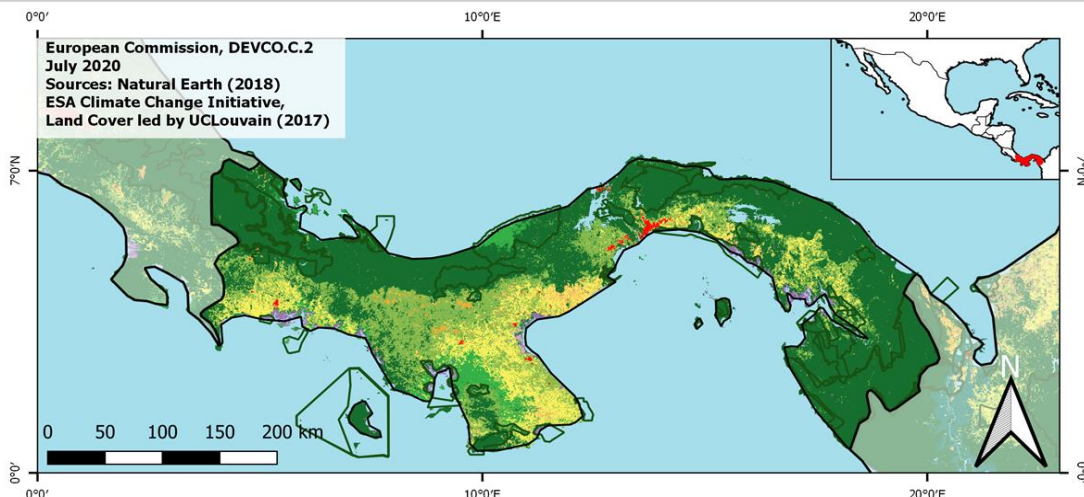 0°0′ 10°0′E 20°0′E
European Commission, DEVCO.C.2
July 2020
Sources: Natural Earth (2018)
ESA Climate Change Initiative,
Land Cover led by UCLouvain (2017)
7°0′N
N
0 50 100 150 200 km
0°0′
0°0′ 10°0′E 20°0′E